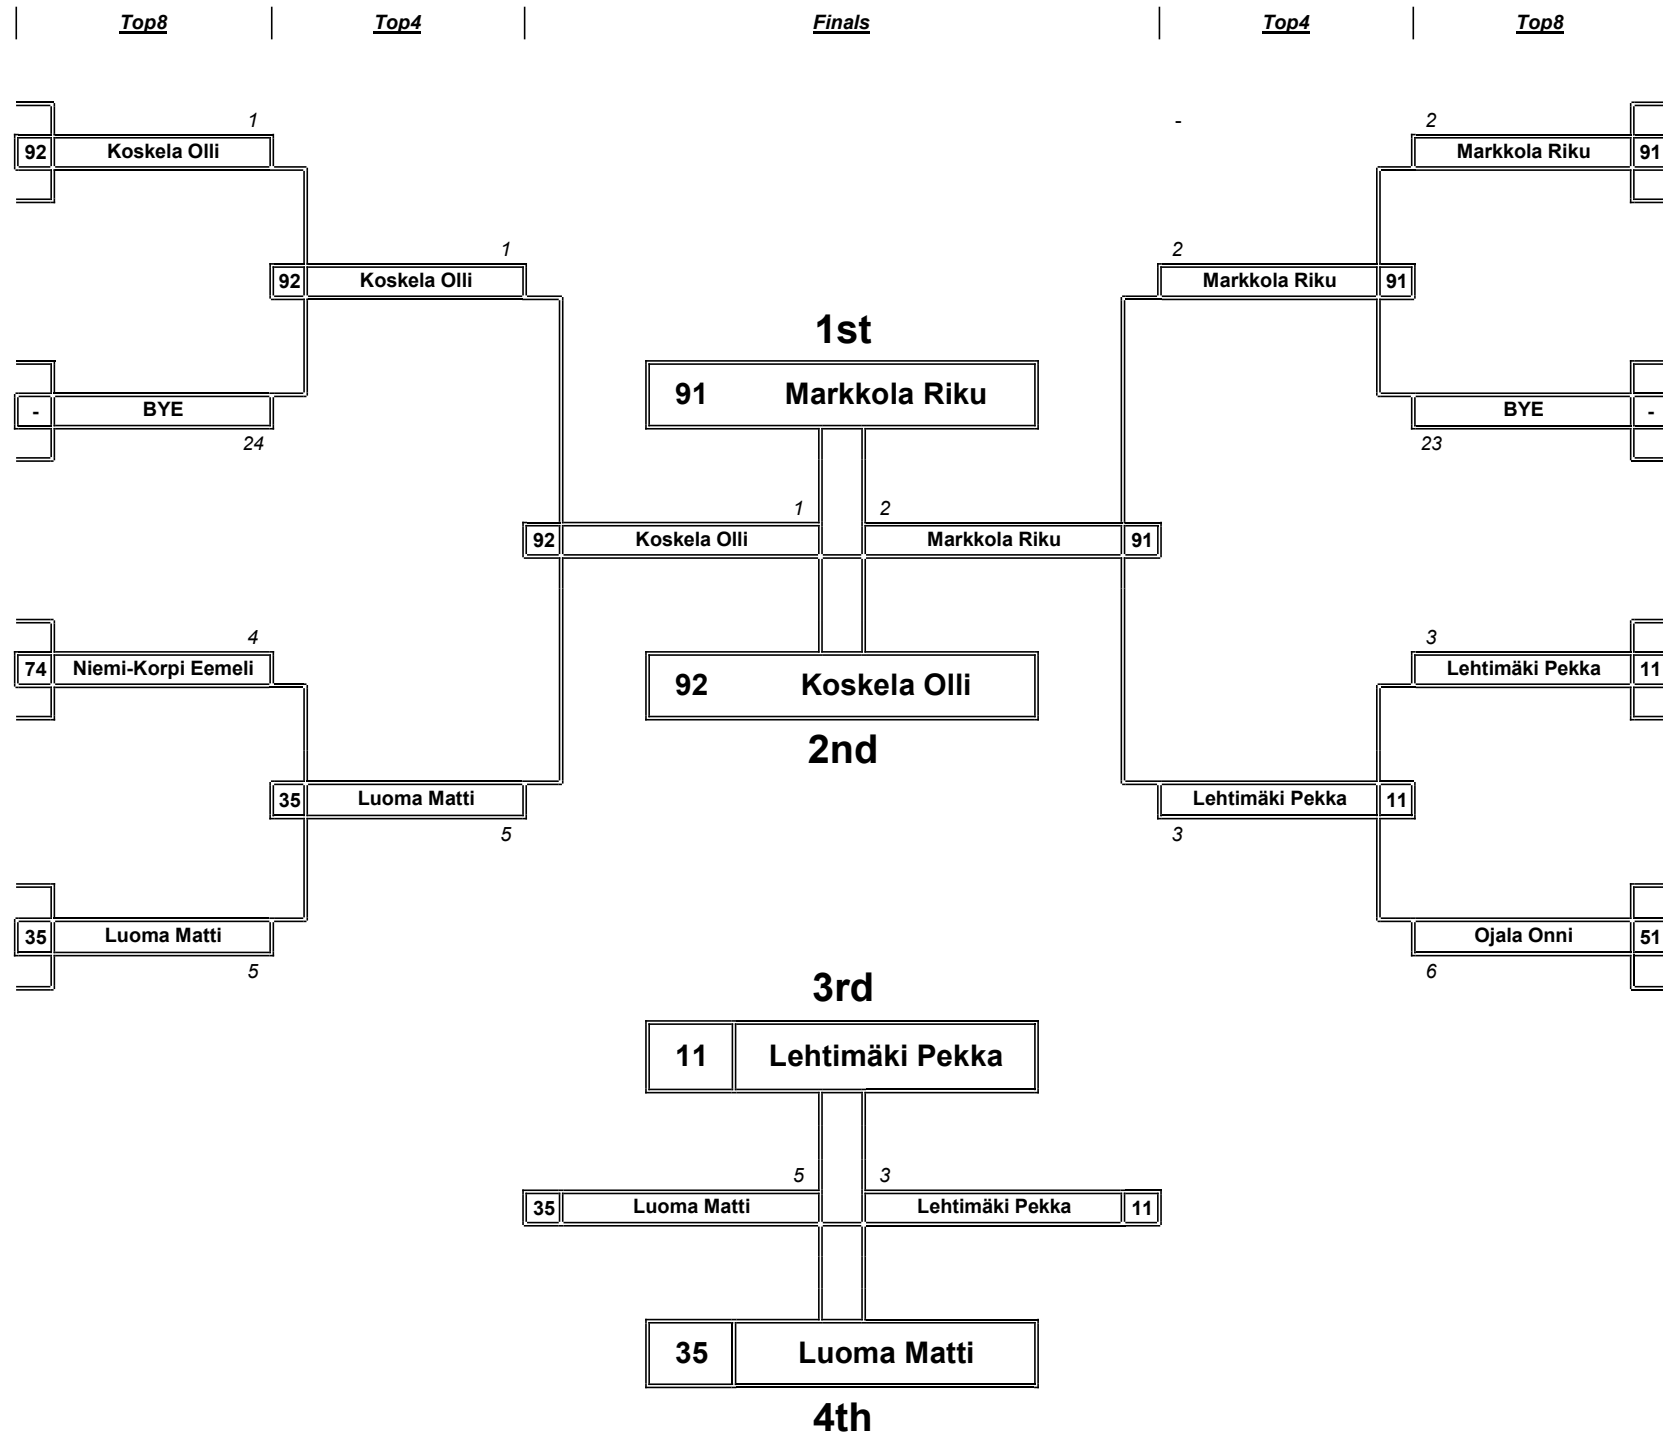 Top8 Top4 Finals Top4 Top8
1 - 2
92 Koskela Olli Markkola Riku 91
1 2
92 Koskela Olli Markkola Riku 91
1st
91 Markkola Riku
- BYE BYE -
24 23
1 2
92 Koskela Olli Markkola Riku 91
4 3
74 Niemi-Korpi Eemeli Lehtimäki Pekka 11
92 Koskela Olli
2nd
35 Luoma Matti Lehtimäki Pekka 11
5 3
35 Luoma Matti Ojala Onni 51
5 6
3rd
11 Lehtimäki Pekka
5 3
35 Luoma Matti Lehtimäki Pekka 11
35 Luoma Matti
4th